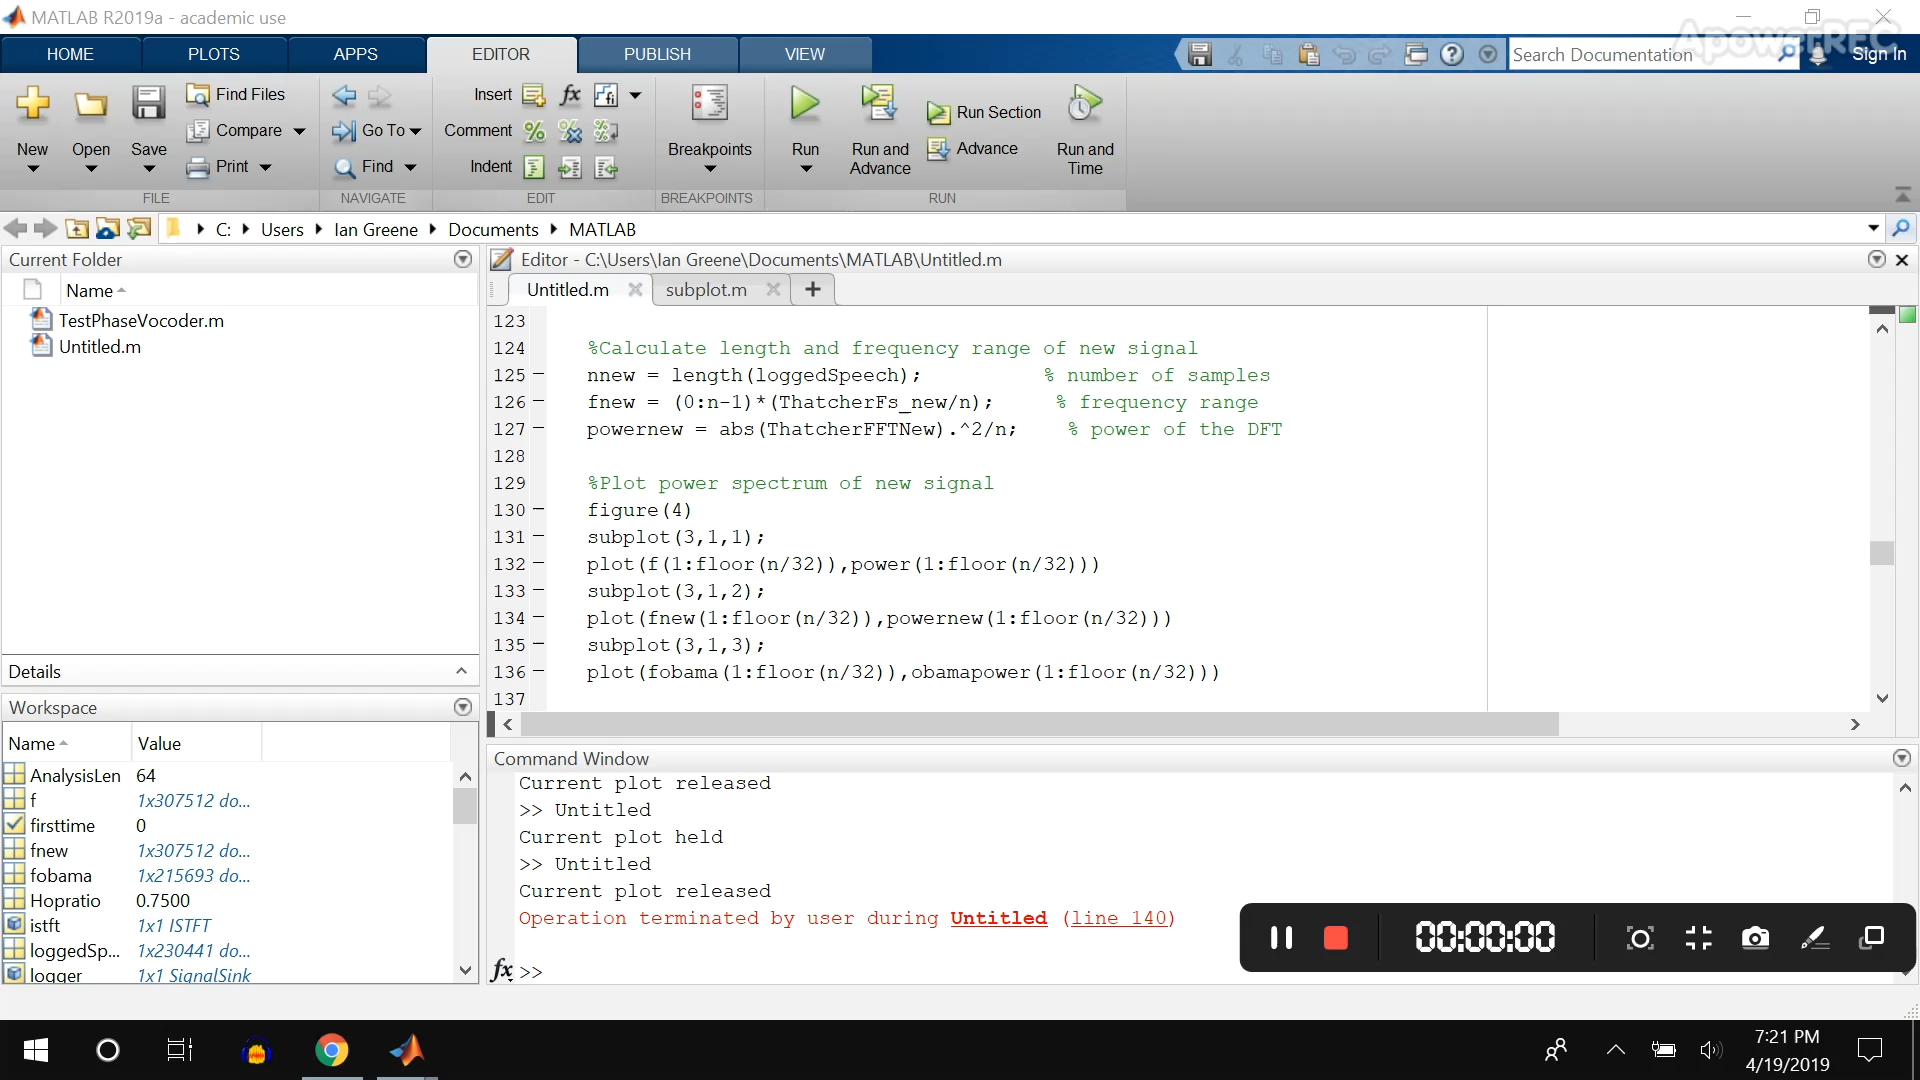 MATLAB R2019a - academic use
ApowerREC
HOME PLOTS APPS EDITOR PUBLISH VIEW Search Documentation Sign In
New Open Save Find Files Compare Print
Go To Find
Insert Comment Indent
Breakpoints
Run Run and Advance Run Section Advance Run and Time
FILE NAVIGATE EDIT BREAKPOINTS RUN
C: Users Ian Greene Documents MATLAB
Current Folder
Name
TestPhaseVocoder.m
Untitled.m
Details
Workspace
Name Value
AnalysisLen 64
f 1x307512 do...
firsttime 0
fnew 1x307512 do...
fobama 1x215693 do...
Hopratio 0.7500
istft 1x1 ISTFT
loggedSp... 1x230441 do...
logger 1x1 SignalSink
Editor - C:\Users\Ian Greene\Documents\MATLAB\Untitled.m
Untitled.m subplot.m
123
124 %Calculate length and frequency range of new signal
125 nnew = length(loggedSpeech); % number of samples
126 fnew = (0:n-1)*(ThatcherFs_new/n); % frequency range
127 powernew = abs(ThatcherFFTNew).^2/n; % power of the DFT
128
129 %Plot power spectrum of new signal
130 figure(4)
131 subplot(3,1,1);
132 plot(f(1:floor(n/32)),power(1:floor(n/32)))
133 subplot(3,1,2);
134 plot(fnew(1:floor(n/32)),powernew(1:floor(n/32)))
135 subplot(3,1,3);
136 plot(fobama(1:floor(n/32)),obamapower(1:floor(n/32)))
137
Command Window
Current plot released
>> Untitled
Current plot held
>> Untitled
Current plot released
Operation terminated by user during Untitled (line 140)
fx >>
00:00:00
7:21 PM
4/19/2019